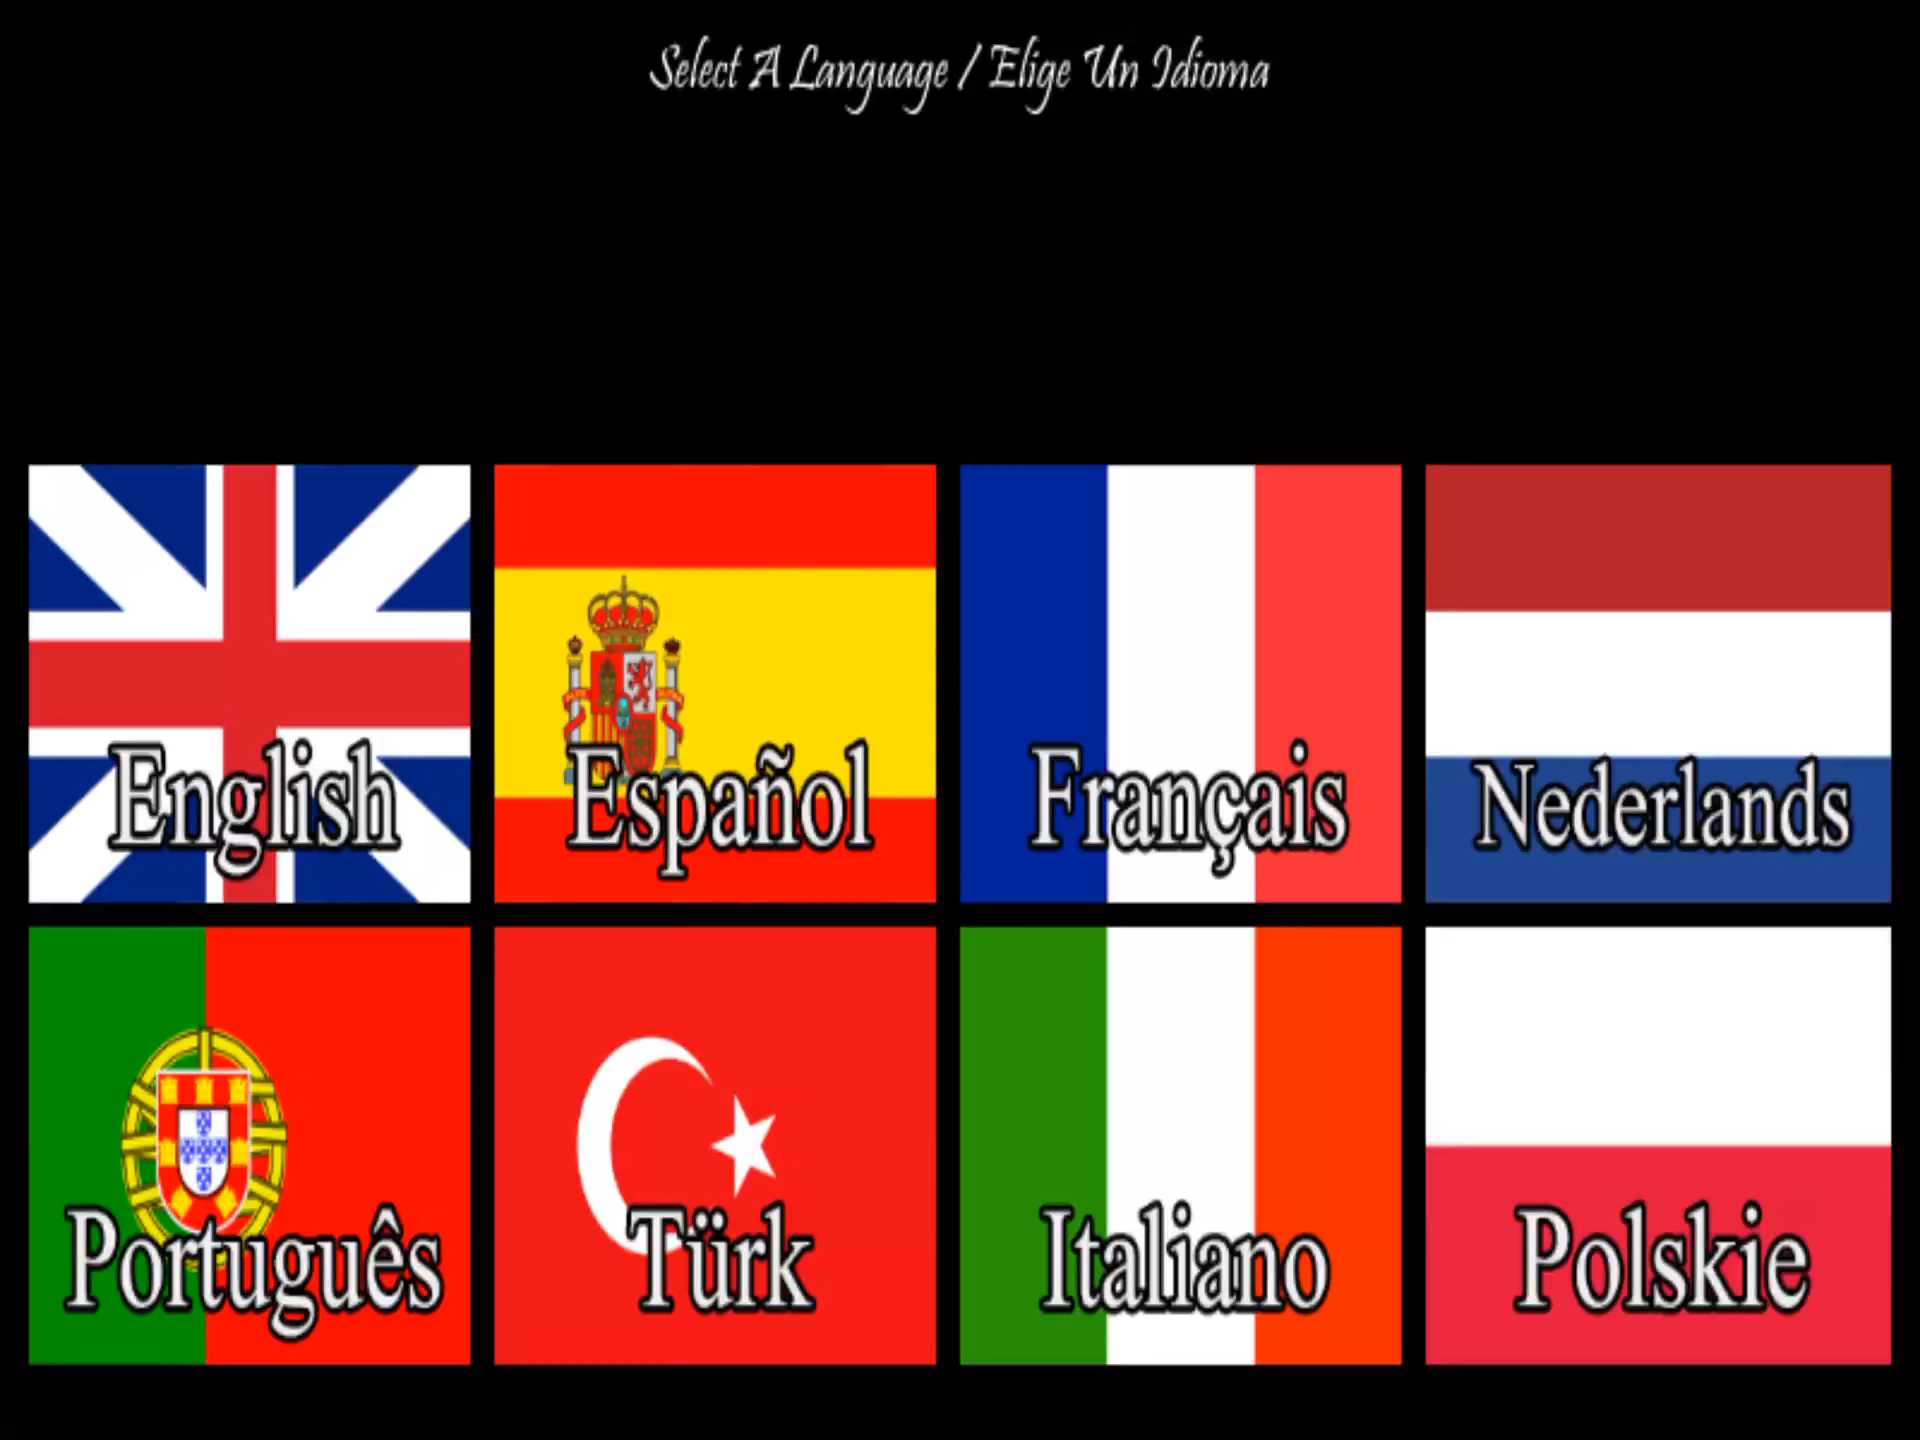 Select A Language / Elige Un Idioma
English
Español
Français
Nederlands
Português
Türk
Italiano
Polskie